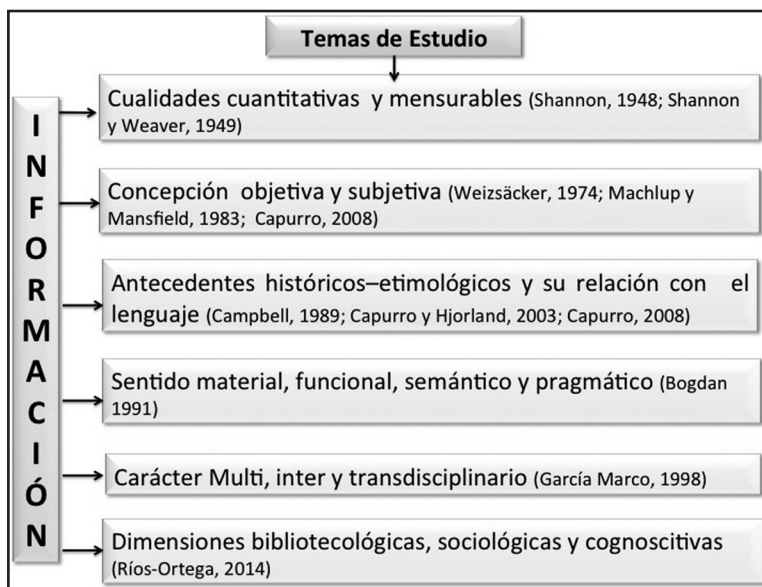 Temas de Estudio
INFORMACIÓN
Cualidades cuantitativas y mensurables (Shannon, 1948; Shannon
y Weaver, 1949)
Concepción objetiva y subjetiva (Weizsäcker, 1974; Machlup y
Mansfield, 1983; Capurro, 2008)
Antecedentes históricos–etimológicos y su relación con el
lenguaje (Campbell, 1989; Capurro y Hjorland, 2003; Capurro, 2008)
Sentido material, funcional, semántico y pragmático (Bogdan
1991)
Carácter Multi, inter y transdisciplinario (García Marco, 1998)
Dimensiones bibliotecológicas, sociológicas y cognoscitivas
(Ríos-Ortega, 2014)